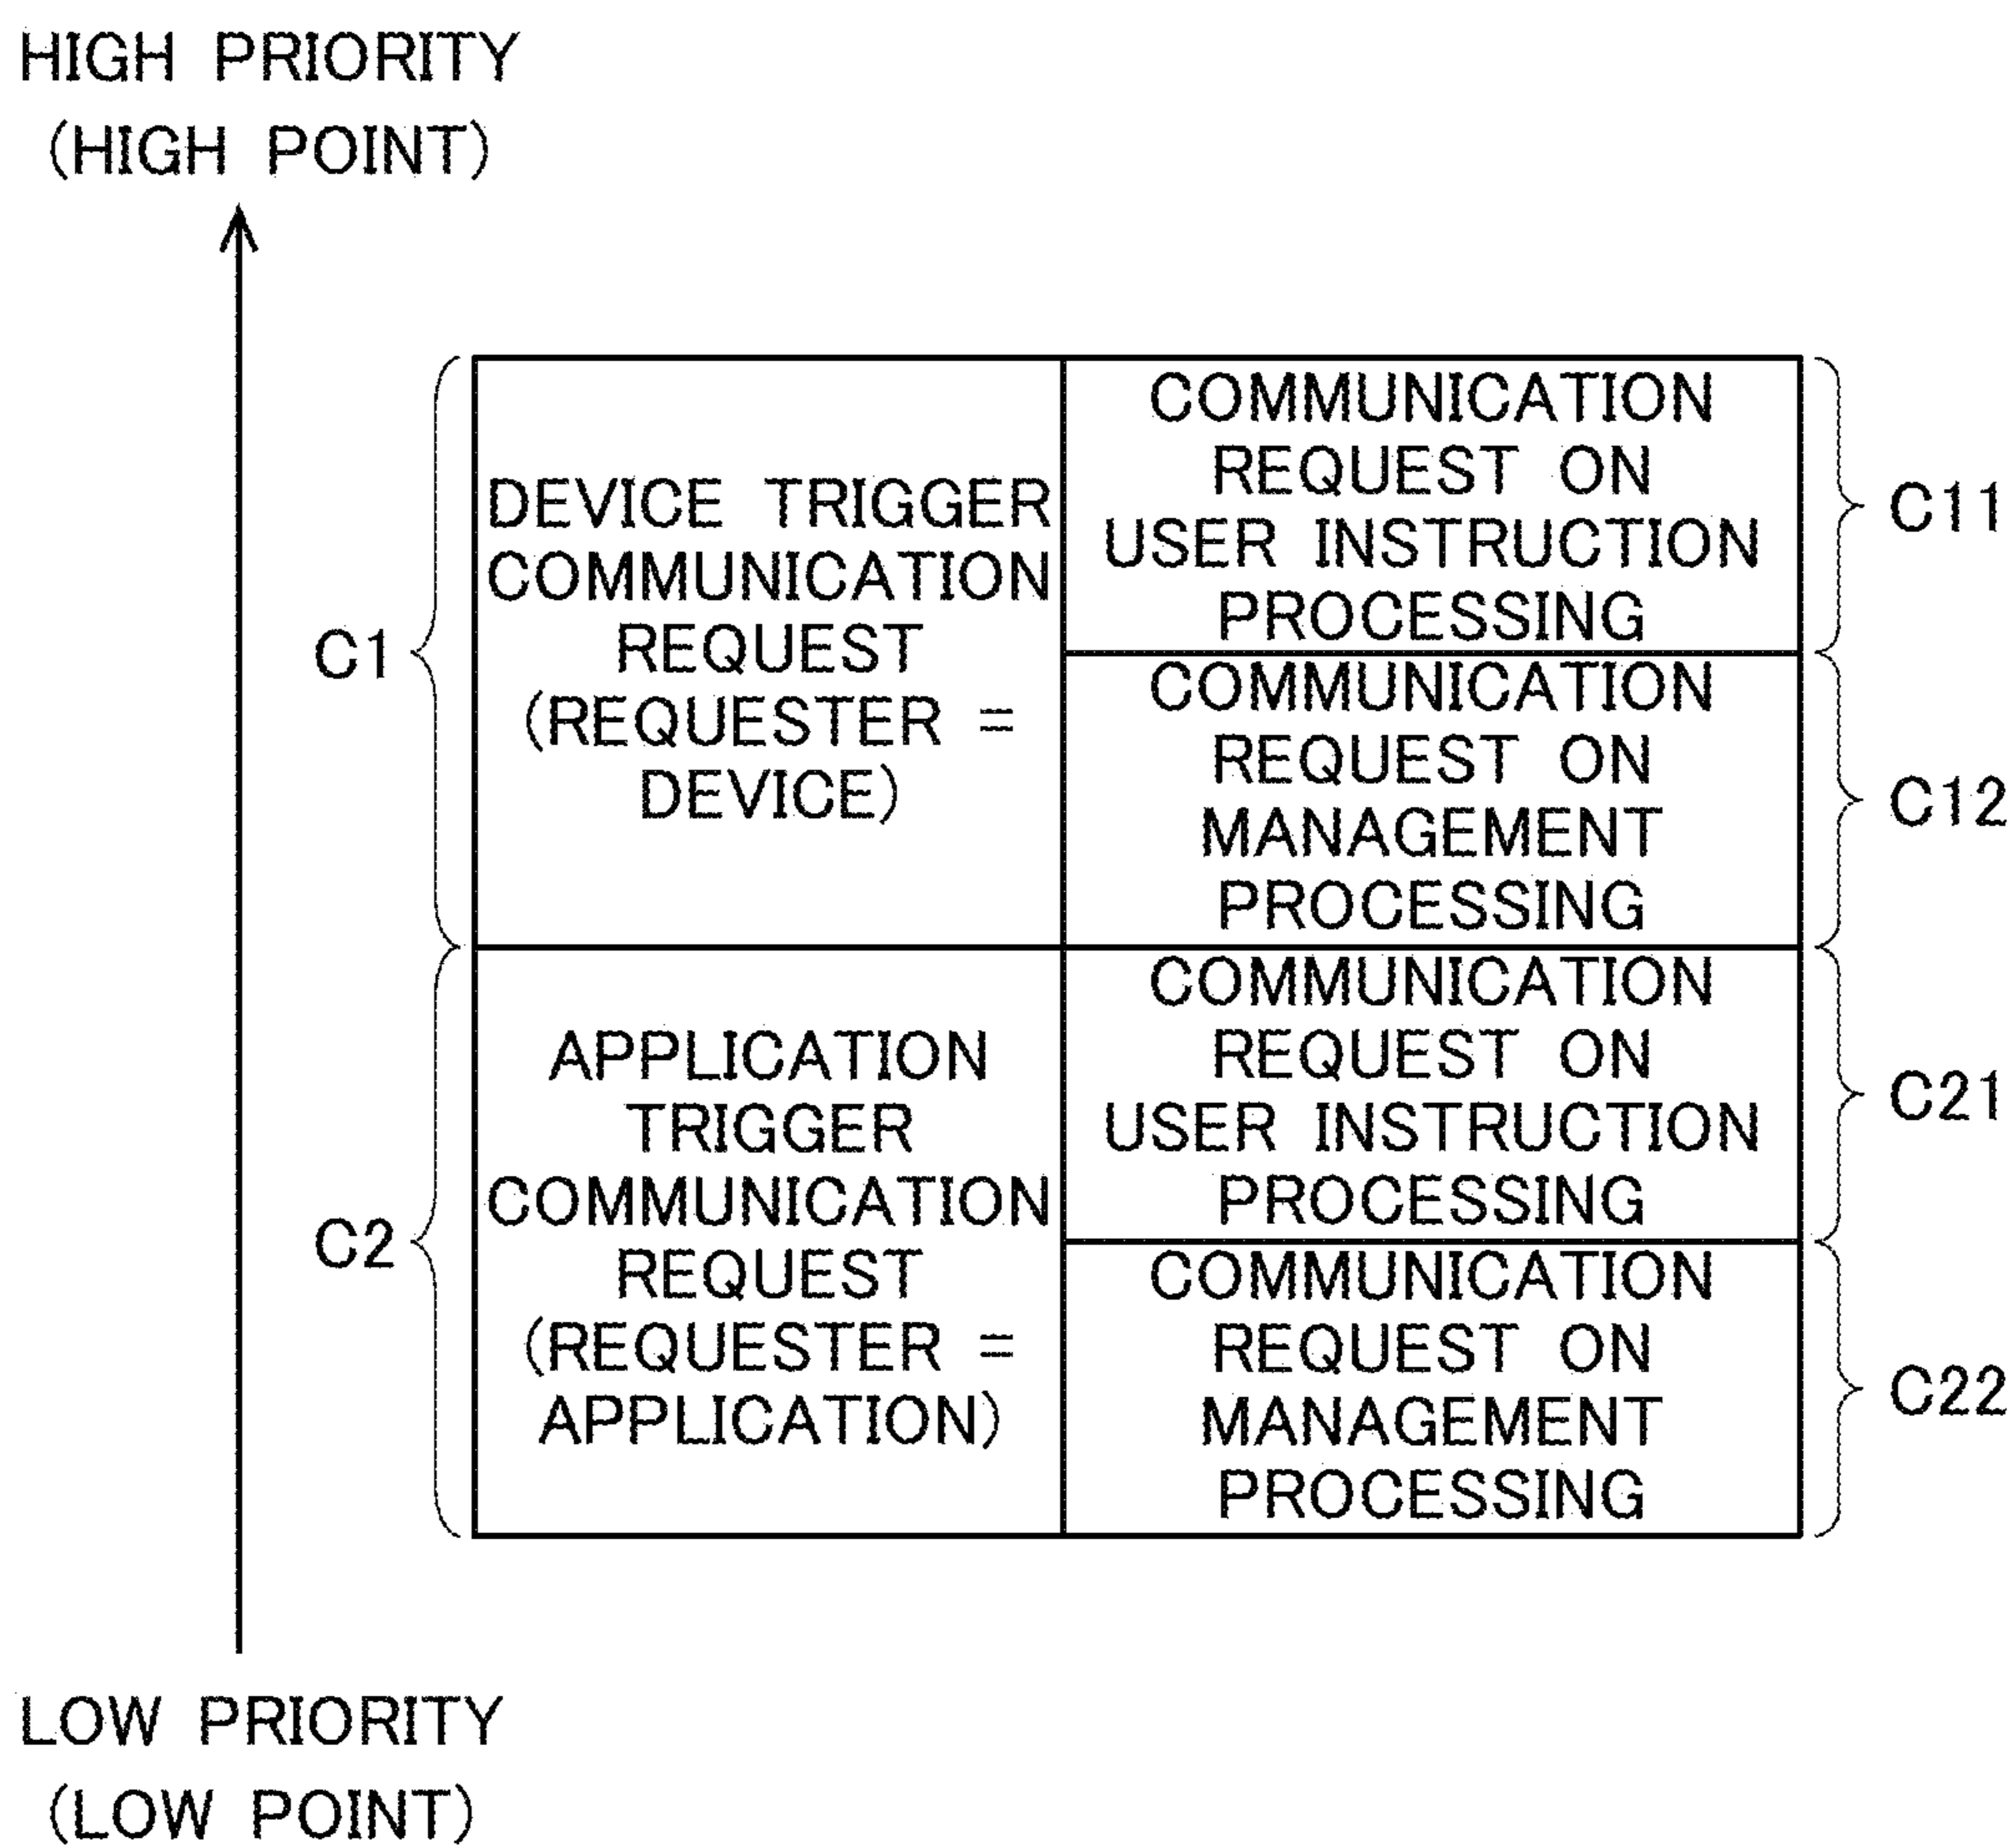 HIGH PRIORITY
(HIGH POINT)
C1
DEVICE TRIGGER
COMMUNICATION
REQUEST
(REQUESTER =
DEVICE)
COMMUNICATION
REQUEST ON
USER INSTRUCTION
PROCESSING
C11
COMMUNICATION
REQUEST ON
MANAGEMENT
PROCESSING
C12
C2
APPLICATION
TRIGGER
COMMUNICATION
REQUEST
(REQUESTER =
APPLICATION)
COMMUNICATION
REQUEST ON
USER INSTRUCTION
PROCESSING
C21
COMMUNICATION
REQUEST ON
MANAGEMENT
PROCESSING
C22
LOW PRIORITY
(LOW POINT)